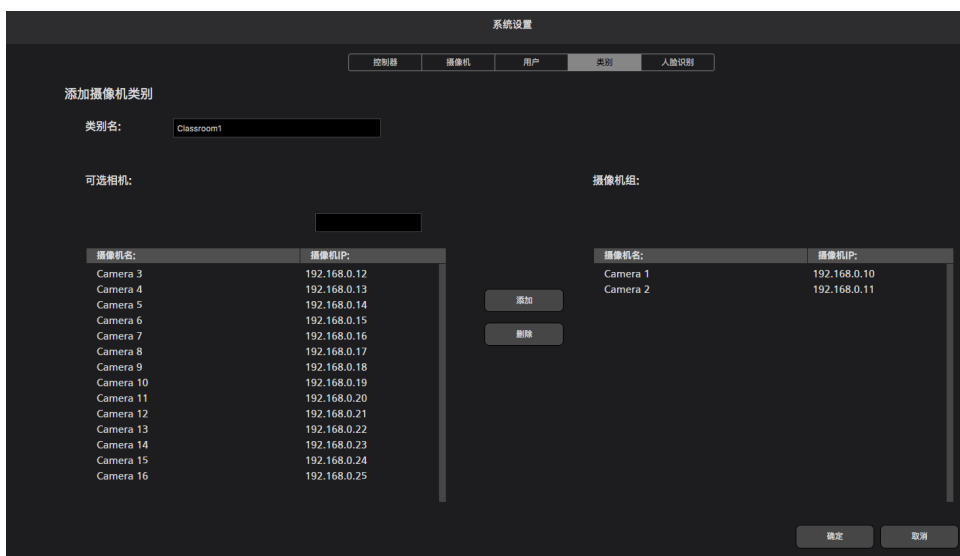 系统设置
控制器 摄像机 用户 类别 人脸识别
添加摄像机类别
类别名: Classroom1
可选相机: 摄像机组:
摄像机名: 摄像机IP: 摄像机名: 摄像机IP:
Camera 3 192.168.0.12 Camera 1 192.168.0.10
Camera 4 192.168.0.13 Camera 2 192.168.0.11
Camera 5 192.168.0.14
添加
Camera 6 192.168.0.15
Camera 7 192.168.0.16
删除
Camera 8 192.168.0.17
Camera 9 192.168.0.18
Camera 10 192.168.0.19
Camera 11 192.168.0.20
Camera 12 192.168.0.21
Camera 13 192.168.0.22
Camera 14 192.168.0.23
Camera 15 192.168.0.24
Camera 16 192.168.0.25
确定 取消